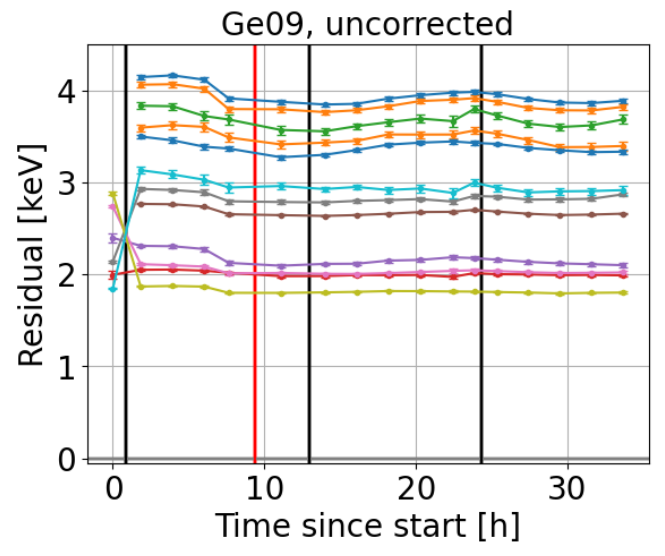 Ge09, uncorrected
4
3
2
1
0
Residual [keV]
0 10 20 30
Time since start [h]